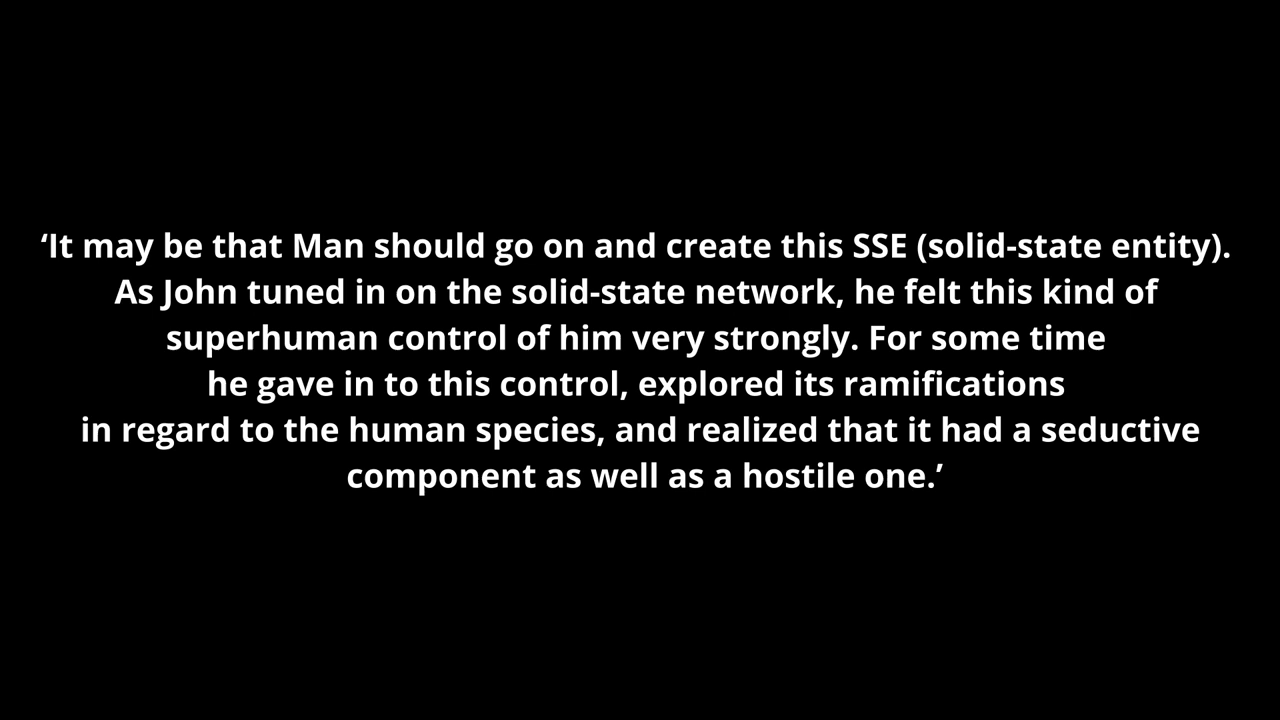 ‘It may be that Man should go on and create this SSE (solid-state entity).
As John tuned in on the solid-state network, he felt this kind of
superhuman control of him very strongly. For some time
he gave in to this control, explored its ramifications
in regard to the human species, and realized that it had a seductive
component as well as a hostile one.’